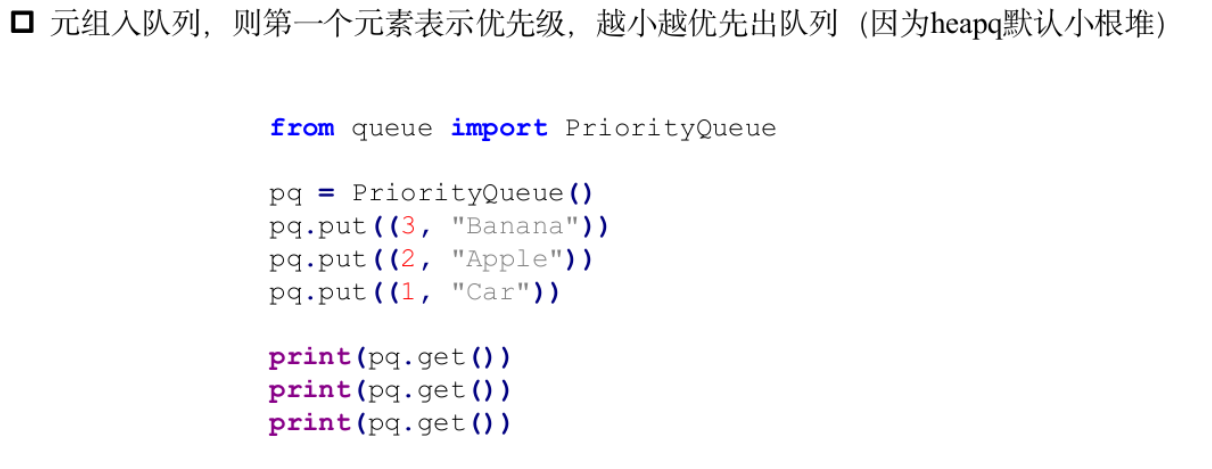 元组入队列，则第一个元素表示优先级，越小越优先出队列（因为heapq默认小根堆）
from queue import PriorityQueue
pq = PriorityQueue()
pq.put((3, "Banana"))
pq.put((2, "Apple"))
pq.put((1, "Car"))
print(pq.get())
print(pq.get())
print(pq.get())